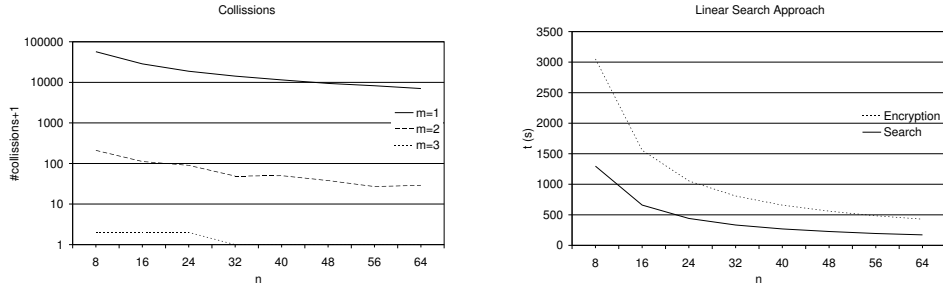 Collissions
100000
10000
1000
100
10
1
#collissions+1
m=1
m=2
m=3
8 16 24 32 40 48 56 64
n
Linear Search Approach
3500
3000
2500
2000
1500
1000
500
0
t (s)
Encryption
Search
8 16 24 32 40 48 56 64
n